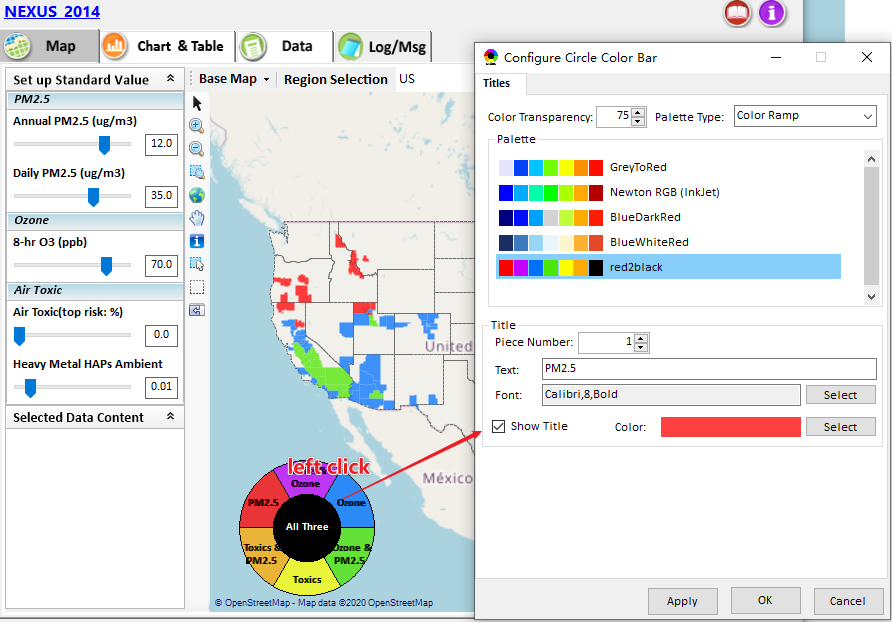 NEXUS_2014
Map
Chart & Table
Data
Log/Msg
Set up Standard Value
PM2.5
Annual PM2.5 (ug/m3)
12.0
Daily PM2.5 (ug/m3)
35.0
Ozone
8-hr O3 (ppb)
70.0
Air Toxic
Air Toxic(top risk: %)
0.0
Heavy Metal HAPs Ambient
0.01
Selected Data Content
Base Map
Region Selection
US
United
México
left click
Ozone
PM2.5
Ozone
All Three
Toxics &
PM2.5
Ozone &
PM2.5
Toxics
© OpenStreetMap - Map data ©2020 OpenStreetMap
Configure Circle Color Bar
Titles
Color Transparency:
75
Palette Type:
Color Ramp
Palette
GreyToRed
Newton RGB (InkJet)
BlueDarkRed
BlueWhiteRed
red2black
Title
Piece Number:
1
Text:
PM2.5
Font:
Calibri,8,Bold
Select
Show Title
Color:
Select
Apply
OK
Cancel